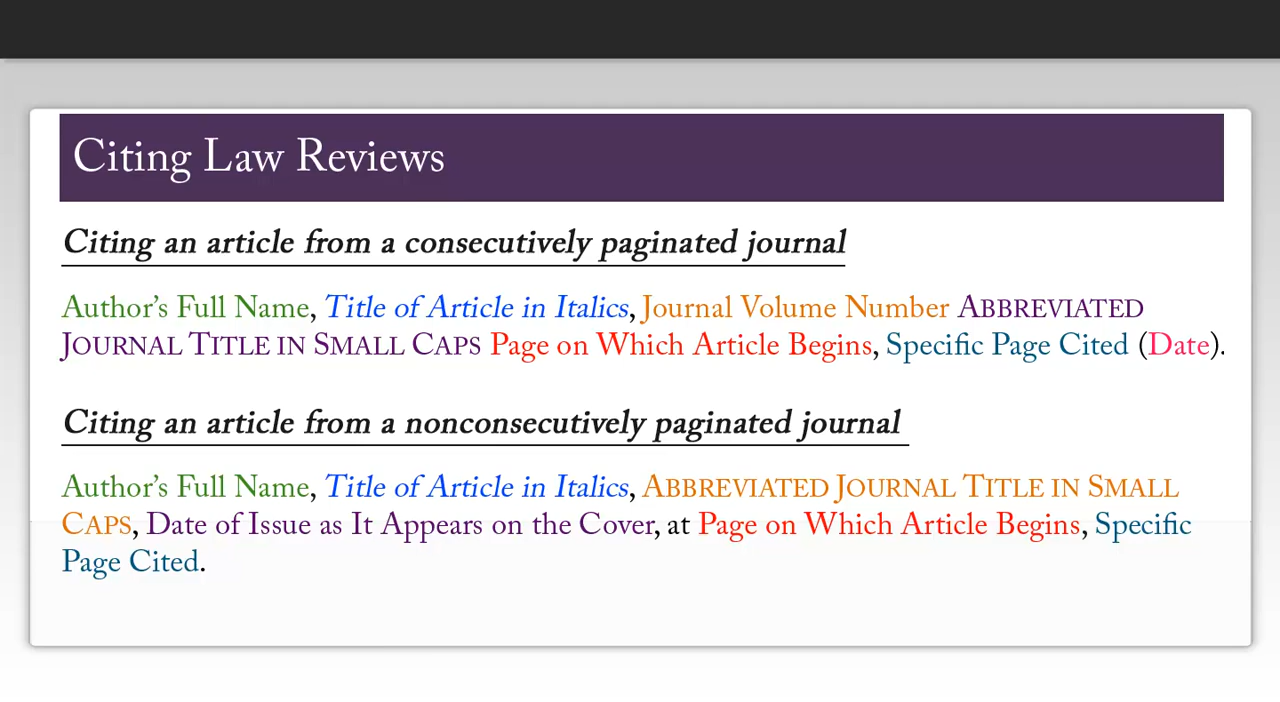 Citing Law Reviews
Citing an article from a consecutively paginated journal
Author's Full Name, Title of Article in Italics, Journal Volume Number ABBREVIATED
JOURNAL TITLE IN SMALL CAPS Page on Which Article Begins, Specific Page Cited (Date).
Citing an article from a nonconsecutively paginated journal
Author's Full Name, Title of Article in Italics, ABBREVIATED JOURNAL TITLE IN SMALL
CAPS, Date of Issue as It Appears on the Cover, at Page on Which Article Begins, Specific
Page Cited.